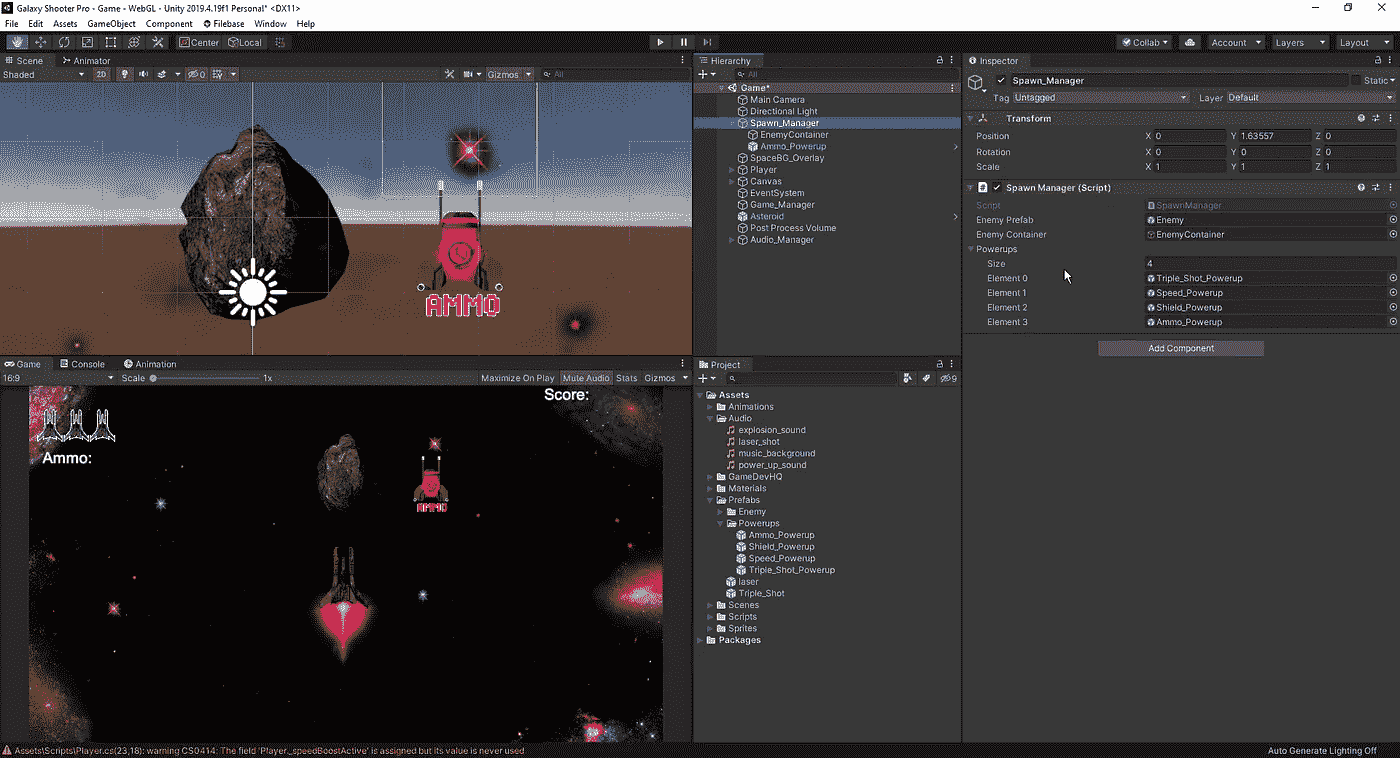 Galaxy Shooter Pro - Game - WebGL - Unity 2019.4.19f1 Personal* <DX11>
File Edit Assets GameObject Component Filebase Window Help
Center Local Collab Account Layers Layout
Scene Animator
Shaded 2D 0 Gizmos All
AMMO
Game Console Animation
16:9 Scale 1x Maximize On Play Mute Audio Stats Gizmos
Score:
Ammo:
AMMO
Hierarchy
All
Game*
Main Camera
Directional Light
Spawn_Manager
EnemyContainer
Ammo_Powerup
SpaceBG_Overlay
Player
Canvas
EventSystem
Game_Manager
Asteroid
Post Process Volume
Audio_Manager
Project
9
Assets
Animations
Audio
explosion_sound
laser_shot
music_background
power_up_sound
GameDevHQ
Materials
Prefabs
Enemy
Powerups
Ammo_Powerup
Shield_Powerup
Speed_Powerup
Triple_Shot_Powerup
laser
Triple_Shot
Scenes
Scripts
Sprites
Packages
Inspector
Spawn_Manager Static
Tag Untagged Layer Default
Transform
Position X 0 Y 1.63557 Z 0
Rotation X 0 Y 0 Z 0
Scale X 1 Y 1 Z 1
Spawn Manager (Script)
Script SpawnManager
Enemy Prefab Enemy
Enemy Container EnemyContainer
Powerups
Size 4
Element 0 Triple_Shot_Powerup
Element 1 Speed_Powerup
Element 2 Shield_Powerup
Element 3 Ammo_Powerup
Add Component
Assets\Scripts\Player.cs(23,18): warning CS0414: The field 'Player._speedBoostActive' is assigned but its value is never used
Auto Generate Lighting Off